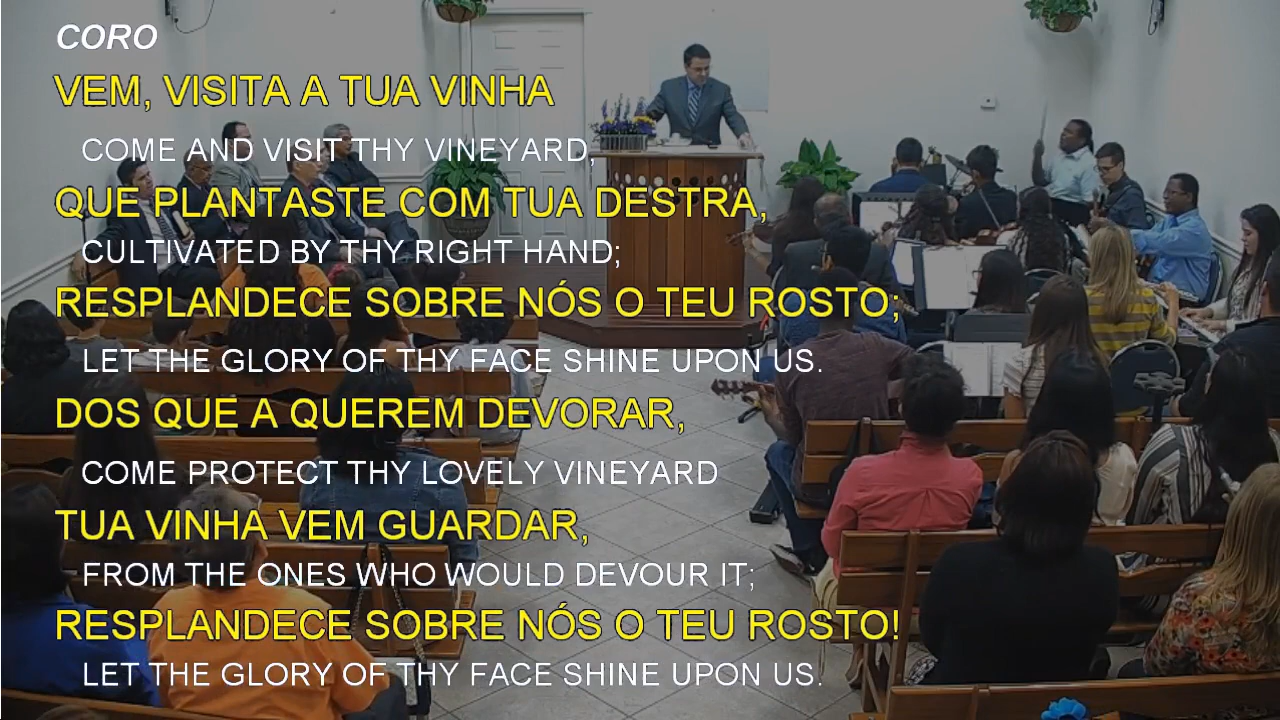 CORO
VEM, VISITA A TUA VINHA
COME AND VISIT THY VINEYARD,
QUE PLANTASTE COM TUA DESTRA,
CULTIVATED BY THY RIGHT HAND;
RESPLANDECE SOBRE NÓS O TEU ROSTO;
LET THE GLORY OF THY FACE SHINE UPON US.
DOS QUE A QUEREM DEVORAR,
COME PROTECT THY LOVELY VINEYARD
TUA VINHA VEM GUARDAR,
FROM THE ONES WHO WOULD DEVOUR IT;
RESPLANDECE SOBRE NÓS O TEU ROSTO!
LET THE GLORY OF THY FACE SHINE UPON US.